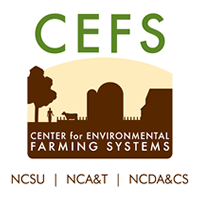 CEFS
CENTER for ENVIRONMENTAL
FARMING SYSTEMS
NCSU | NCA&T | NCDA&CS